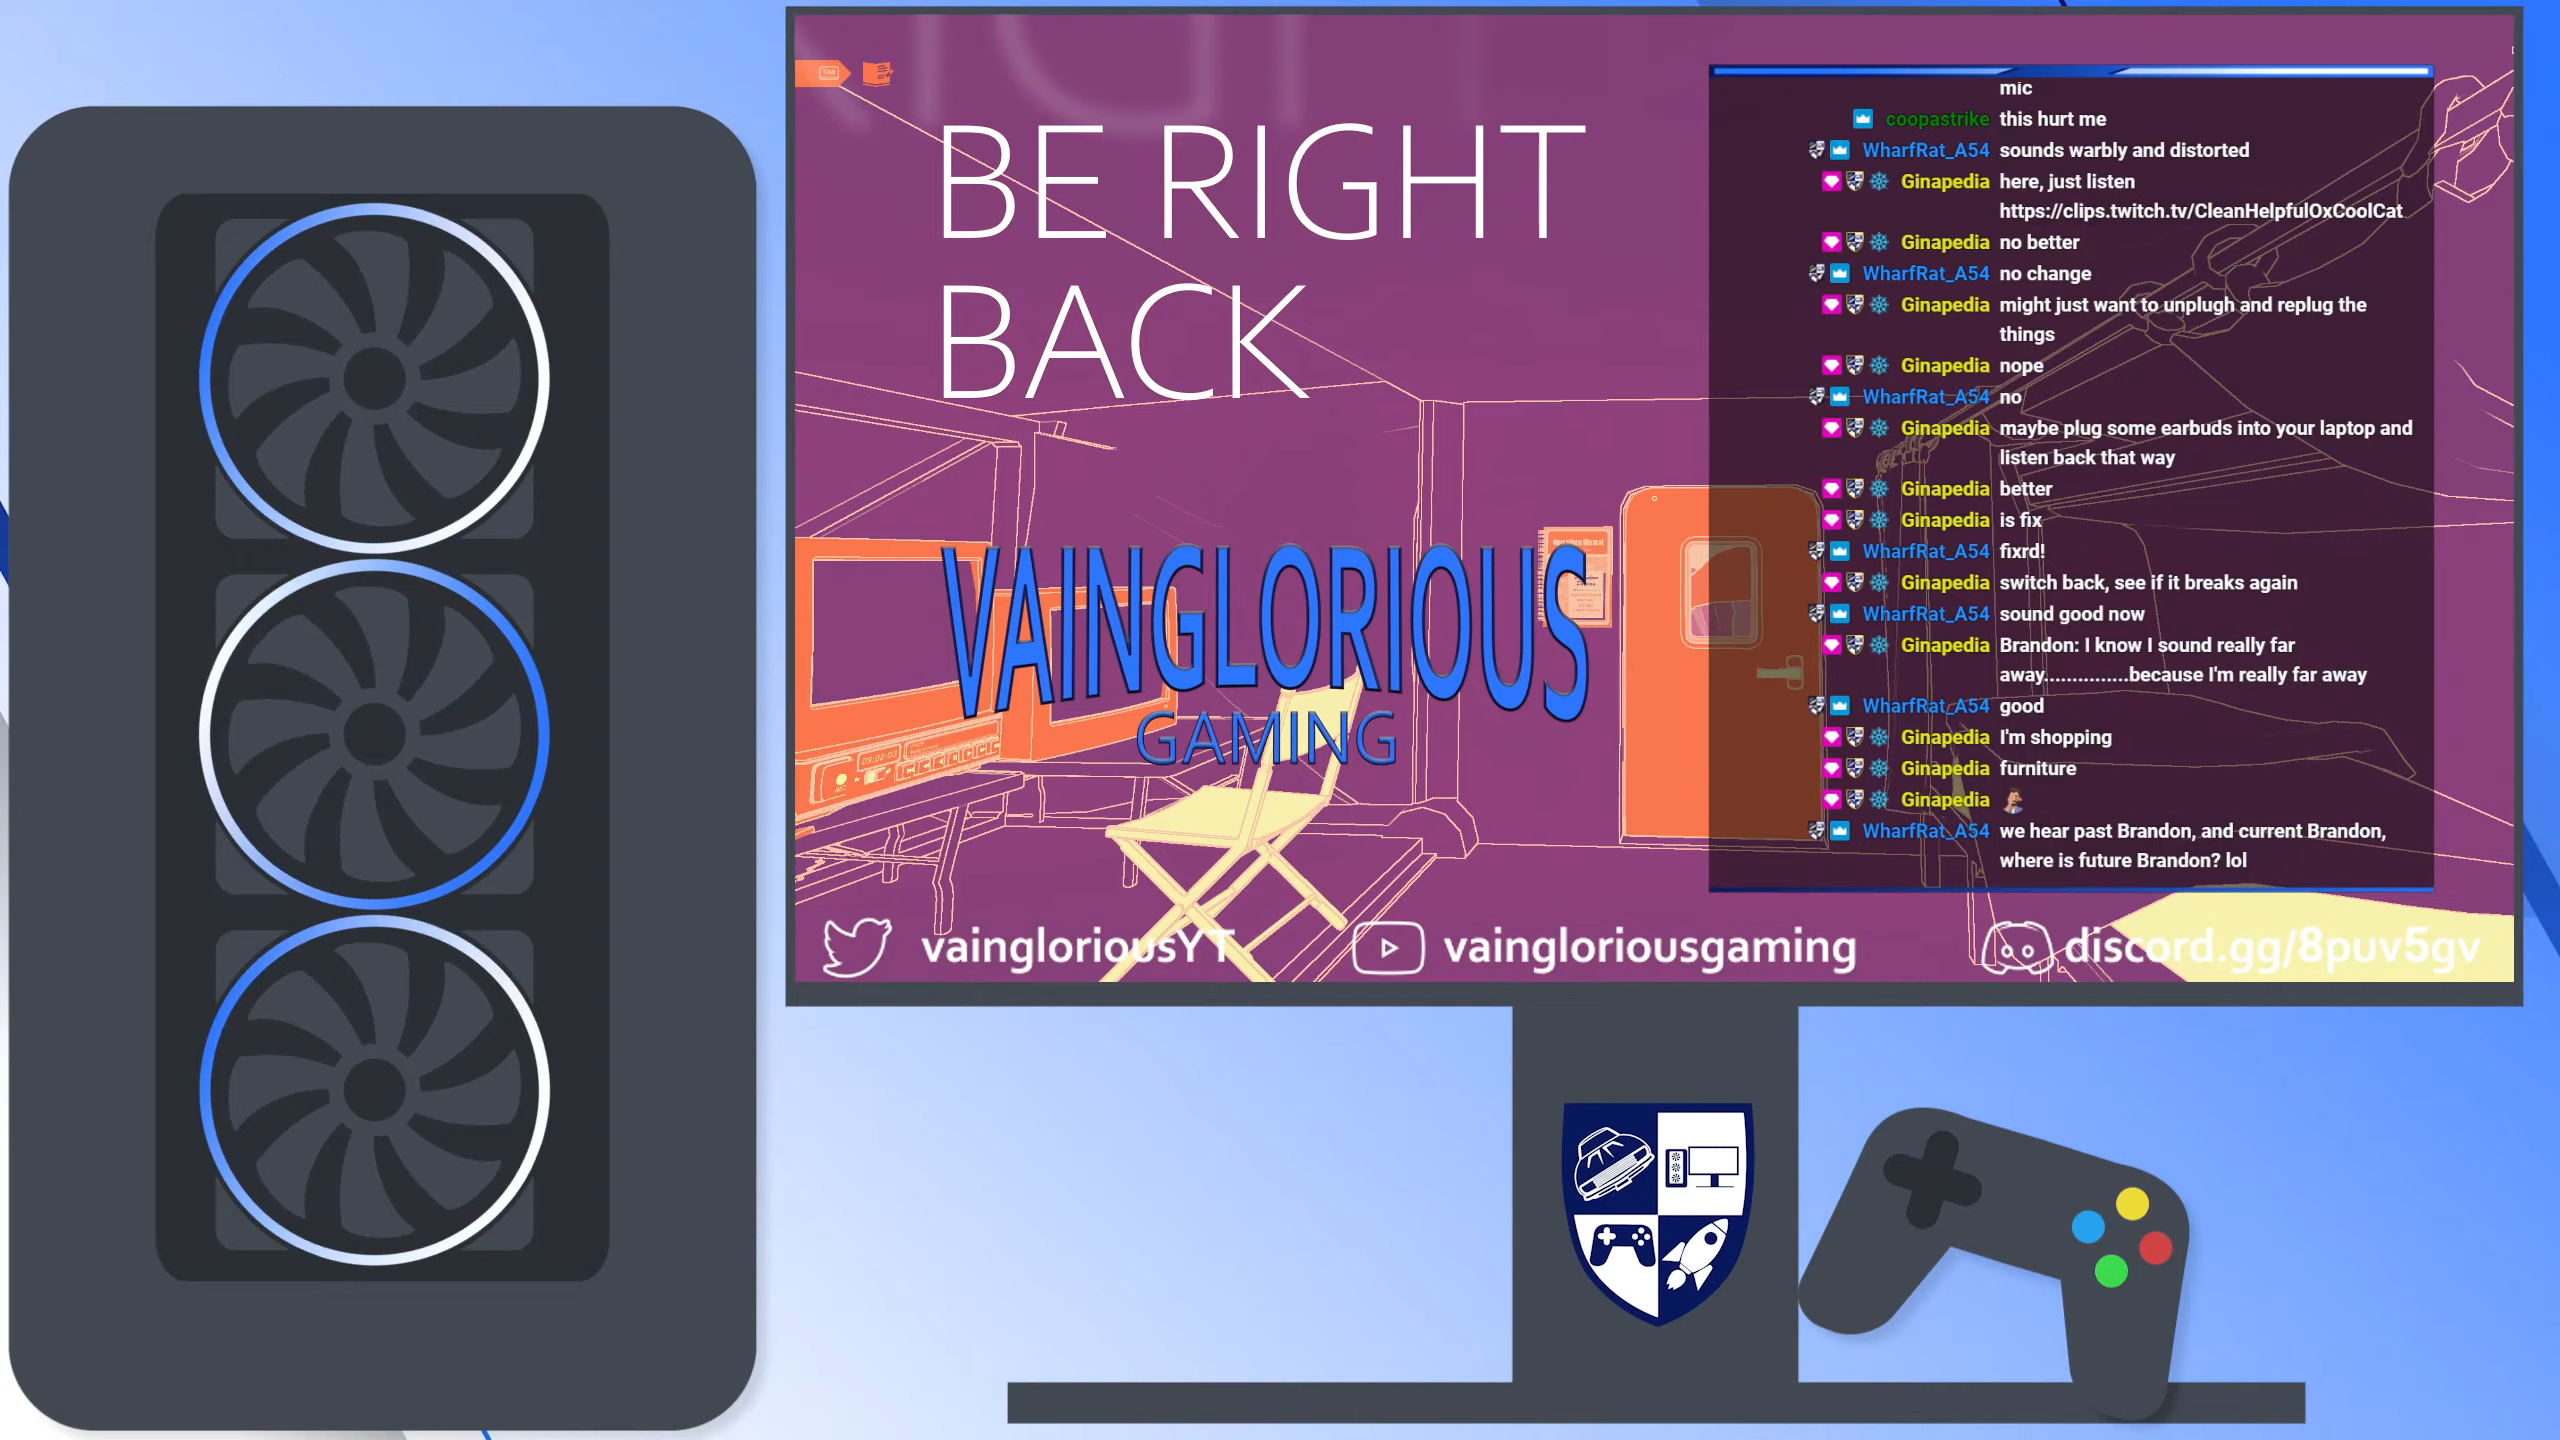 TAB
BE RIGHT
BACK
VAINGLORIOUS
GAMING
mic
coopastrike this hurt me
WharfRat_A54 sounds warbly and distorted
Ginapedia here, just listen
https://clips.twitch.tv/CleanHelpfulOxCoolCat
Ginapedia no better
WharfRat_A54 no change
Ginapedia might just want to unplugh and replug the
things
Ginapedia nope
WharfRat_A54 no
Ginapedia maybe plug some earbuds into your laptop and
listen back that way
Ginapedia better
Ginapedia is fix
WharfRat_A54 fixrd!
Ginapedia switch back, see if it breaks again
WharfRat_A54 sound good now
Ginapedia Brandon: I know I sound really far
away...............because I'm really far away
WharfRat_A54 good
Ginapedia I'm shopping
Ginapedia furniture
Ginapedia
WharfRat_A54 we hear past Brandon, and current Brandon,
where is future Brandon? lol
vaingloriousYT
vaingloriousgaming
discord.gg/8puv5gv